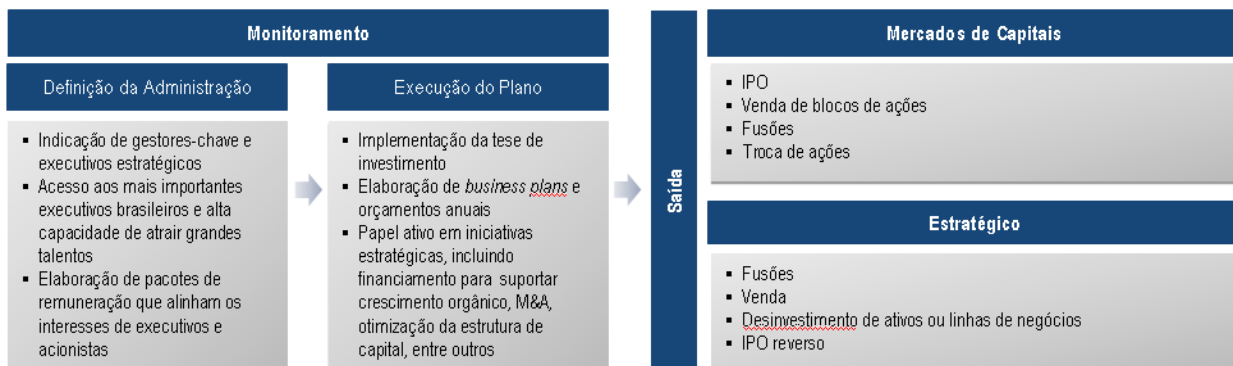 Monitoramento
Definição da Administração
▪ Indicação de gestores-chave e
executivos estratégicos
▪ Acesso aos mais importantes
executivos brasileiros e alta
capacidade de atrair grandes
talentos
▪ Elaboração de pacotes de
remuneração que alinham os
interesses de executivos e
acionistas
Execução do Plano
▪ Implementação da tese de
investimento
▪ Elaboração de business plans e
orçamentos anuais
▪ Papel ativo em iniciativas
estratégicas, incluindo
financiamento para suportar
crescimento orgânico, M&A,
otimização da estrutura de
capital, entre outros
Saída
Mercados de Capitais
▪ IPO
▪ Venda de blocos de ações
▪ Fusões
▪ Troca de ações
Estratégico
▪ Fusões
▪ Venda
▪ Desinvestimento de ativos ou linhas de negócios
▪ IPO reverso